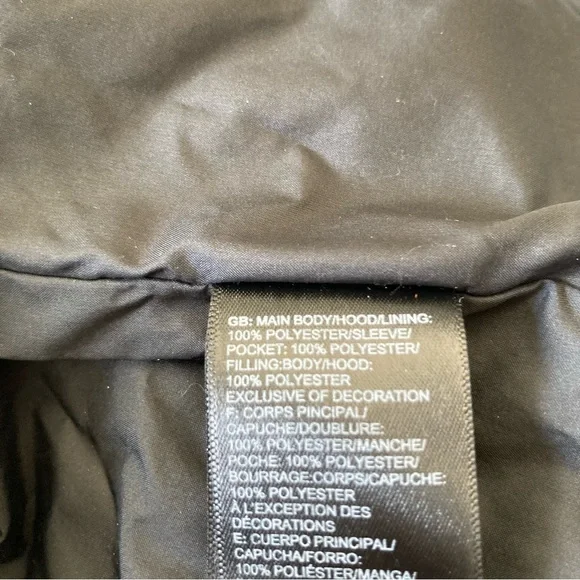 GB: MAIN BODY/HOOD/LINING:
100% POLYESTER/SLEEVE/
POCKET: 100% POLYESTER/
FILLING:BODY/HOOD:
100% POLYESTER
EXCLUSIVE OF DECORATION
F: CORPS PINCIPAL/
CAPUCHE/DOUBLURE:
100% POLYESTER/MANCHE/
POCHE: 100% POLYESTER/
BOURRAGE:CORPS/CAPUCHE:
100% POLYESTER
À L'EXCEPTION DES
DÉCORATIONS
E: CUERPO PRINCIPAL/
CAPUCHA/FORRO:
100% POLIÉSTER/MANGA/